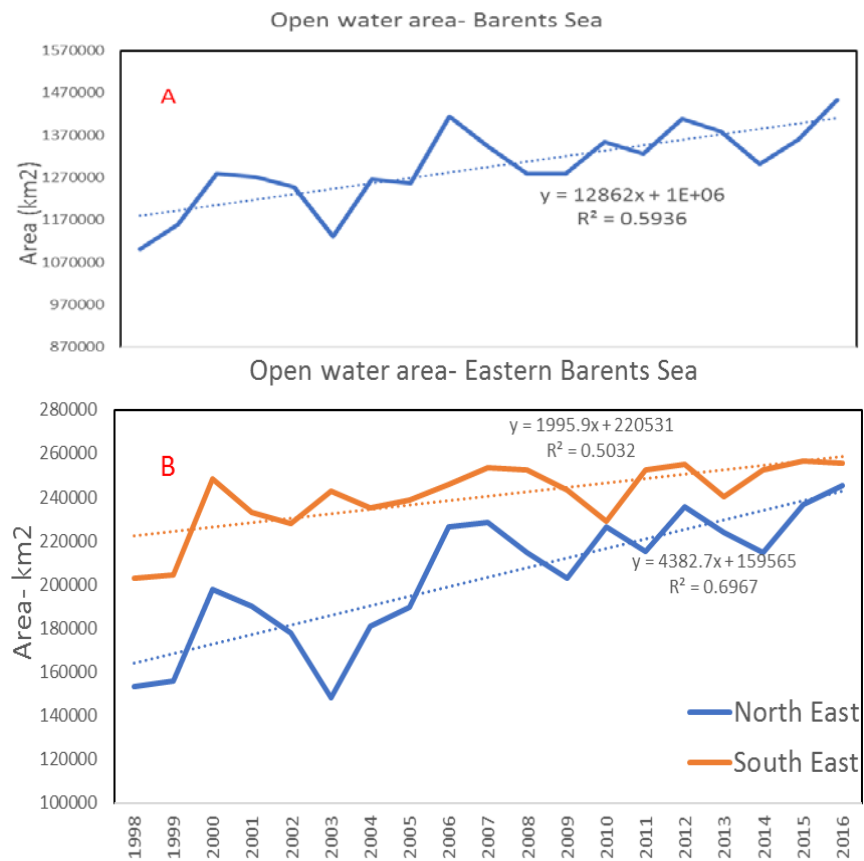 Open water area- Barents Sea
1570000
1470000
1370000
1270000
1170000
1070000
970000
870000
Area (km2)
A
y = 12862x + 1E+06
R² = 0.5936
Open water area- Eastern Barents Sea
280000
260000
240000
220000
200000
180000
160000
140000
120000
100000
Area- km2
B
y = 1995.9x + 220531
R² = 0.5032
y = 4382.7x + 159565
R² = 0.6967
North East
South East
1998
1999
2000
2001
2002
2003
2004
2005
2006
2007
2008
2009
2010
2011
2012
2013
2014
2015
2016